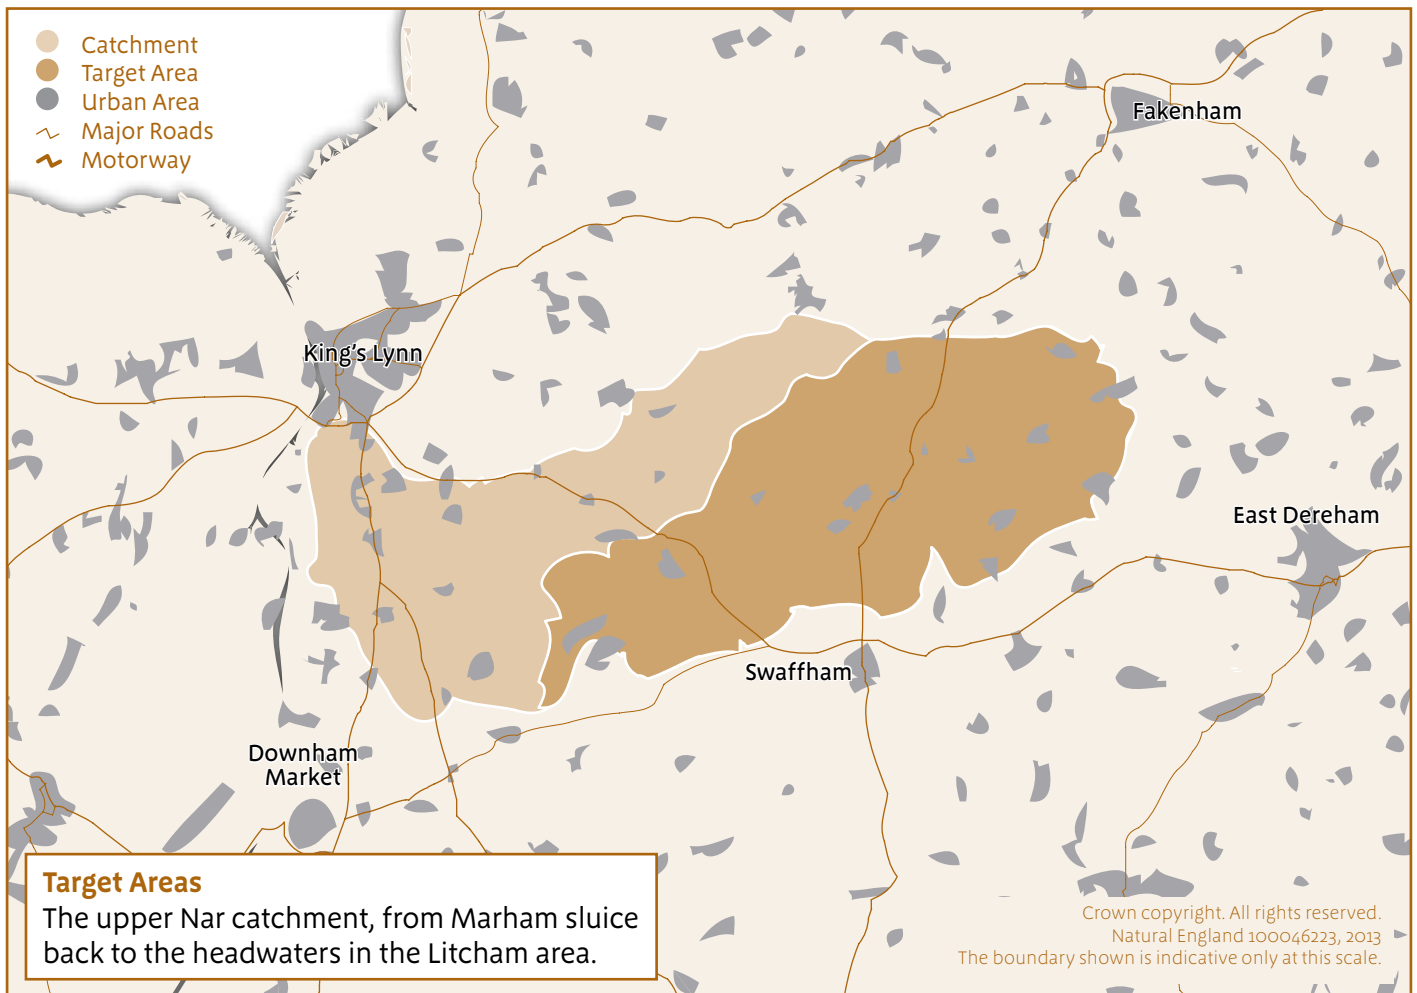 Catchment
Target Area
Urban Area
Major Roads
Motorway
Fakenham
King's Lynn
East Dereham
Swaffham
Downham
Market
Target Areas
The upper Nar catchment, from Marham sluice
back to the headwaters in the Litcham area.
Crown copyright. All rights reserved.
Natural England 100046223, 2013
The boundary shown is indicative only at this scale.